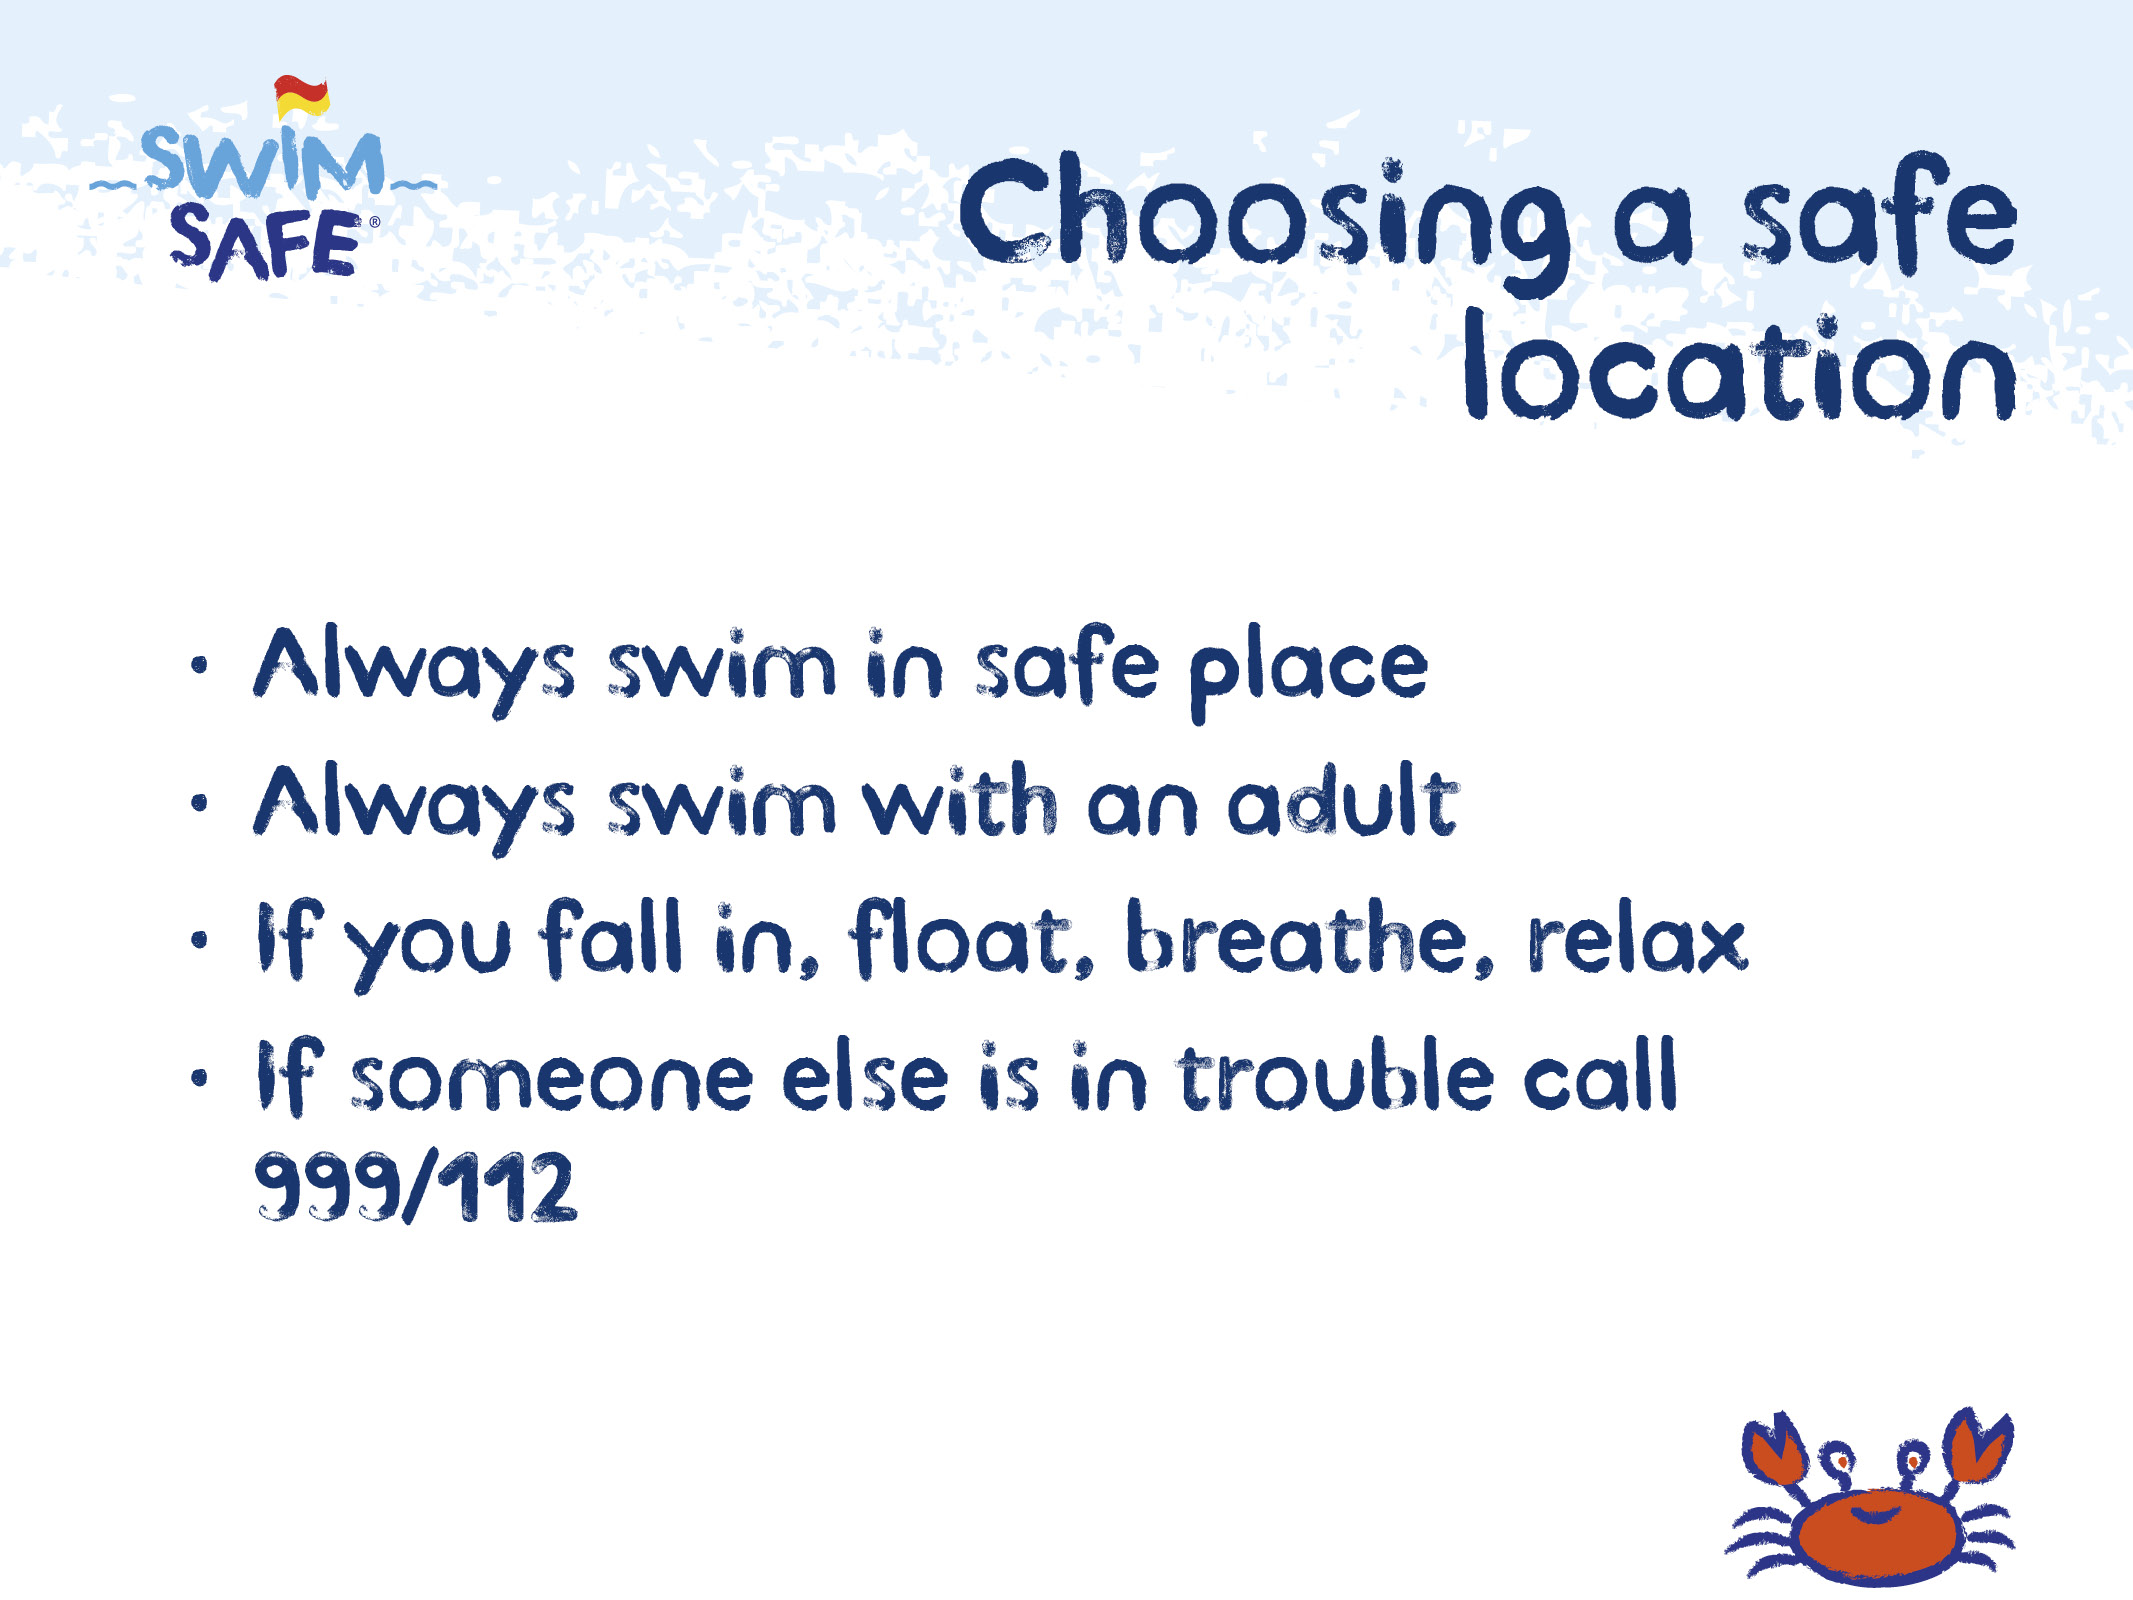 SWIM
SAFE®
Choosing a safe
location
• Always swim in safe place
• Always swim with an adult
• If you fall in, float, breathe, relax
• If someone else is in trouble call
999/112